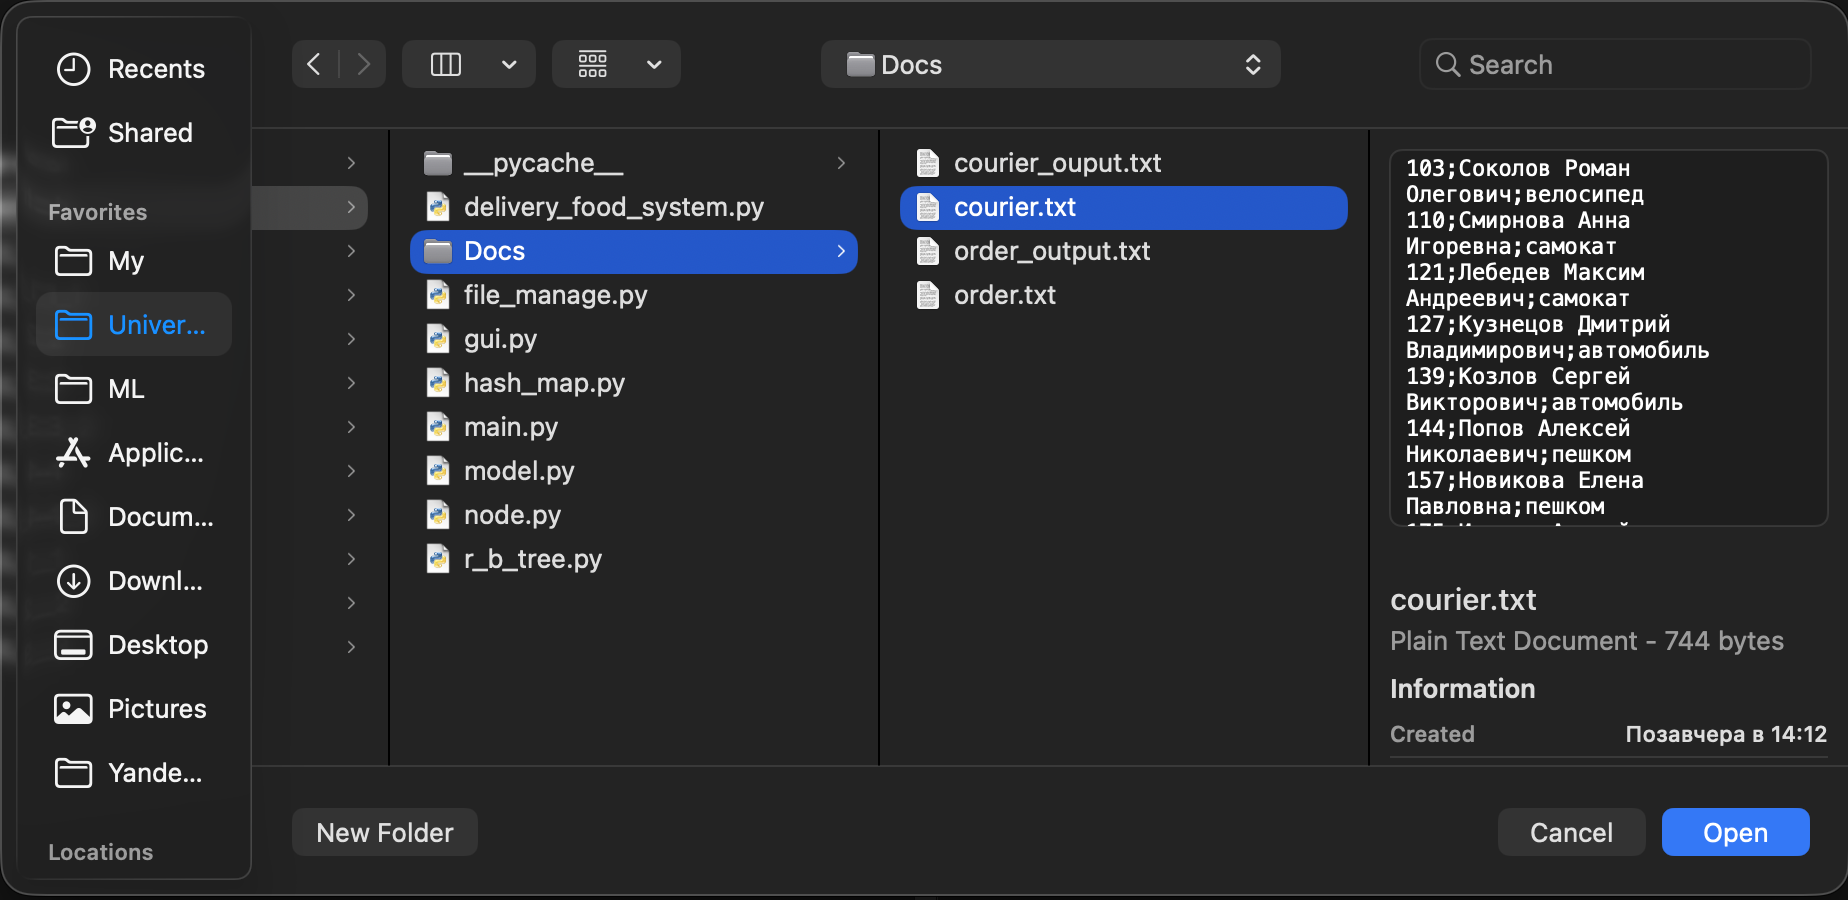 Recents
Shared
Favorites
My
Univer...
ML
Applic...
Docum...
Downl...
Desktop
Pictures
Yande...
Locations
Docs
Search
__pycache__
delivery_food_system.py
Docs
file_manage.py
gui.py
hash_map.py
main.py
model.py
node.py
r_b_tree.py
courier_ouput.txt
courier.txt
order_output.txt
order.txt
103;Соколов Роман
Олегович;велосипед
110;Смирнова Анна
Игоревна;самокат
121;Лебедев Максим
Андреевич;самокат
127;Кузнецов Дмитрий
Владимирович;автомобиль
139;Козлов Сергей
Викторович;автомобиль
144;Попов Алексей
Николаевич;пешком
157;Новикова Елена
Павловна;пешком
courier.txt
Plain Text Document - 744 bytes
Information
Created Позавчера в 14:12
New Folder
Cancel
Open